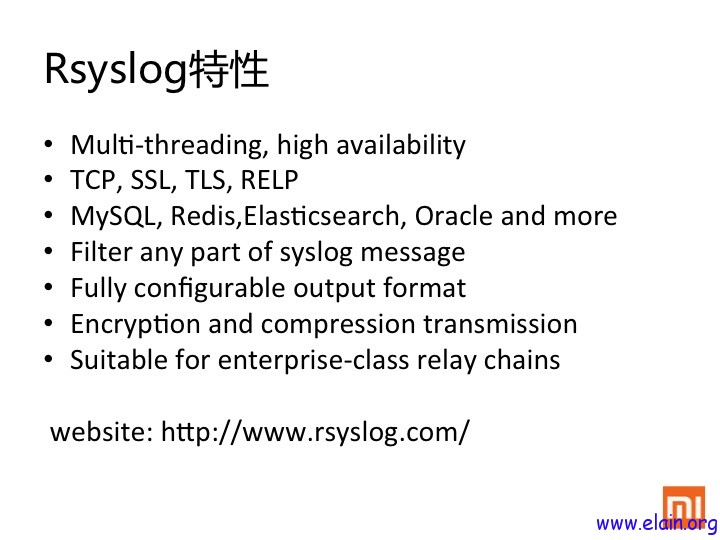 Rsyslog特性
• Multi-threading, high availability
• TCP, SSL, TLS, RELP
• MySQL, Redis,Elasticsearch, Oracle and more
• Filter any part of syslog message
• Fully configurable output format
• Encryption and compression transmission
• Suitable for enterprise-class relay chains
website: http://www.rsyslog.com/
mi
www.elain.org